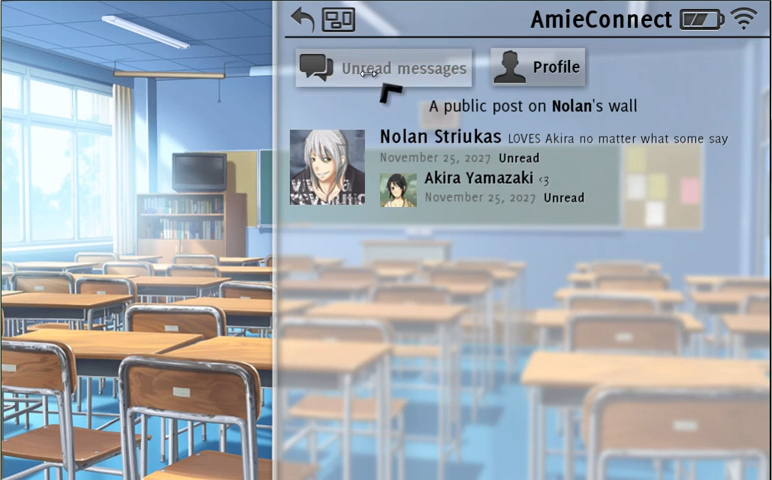 AmieConnect
Unread messages
Profile
A public post on Nolan's wall
Nolan Striukas LOVES Akira no matter what some say
November 25, 2027 Unread
Akira Yamazaki <3
November 25, 2027 Unread